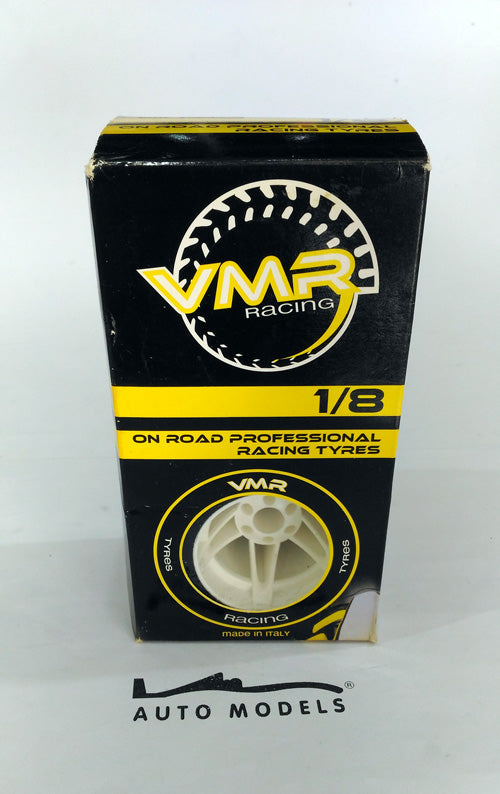 ON ROAD PROFESSIONAL
RACING TYRES
VMR
RACING
1/8
ON ROAD PROFESSIONAL
RACING TYRES
VMR
TYRES
TYRES
RACING
MADE IN ITALY
®
AUTO MODELS